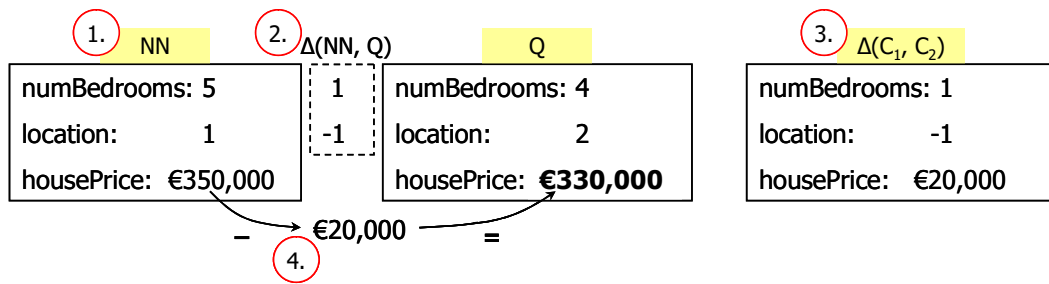 1.
NN
2.
Δ(NN, Q)
Q
3.
Δ(C₁, C₂)
numBedrooms: 5
1
numBedrooms: 4
numBedrooms: 1
location: 1
-1
location: 2
location: -1
housePrice: €350,000
housePrice: €330,000
housePrice: €20,000
–
€20,000
=
4.